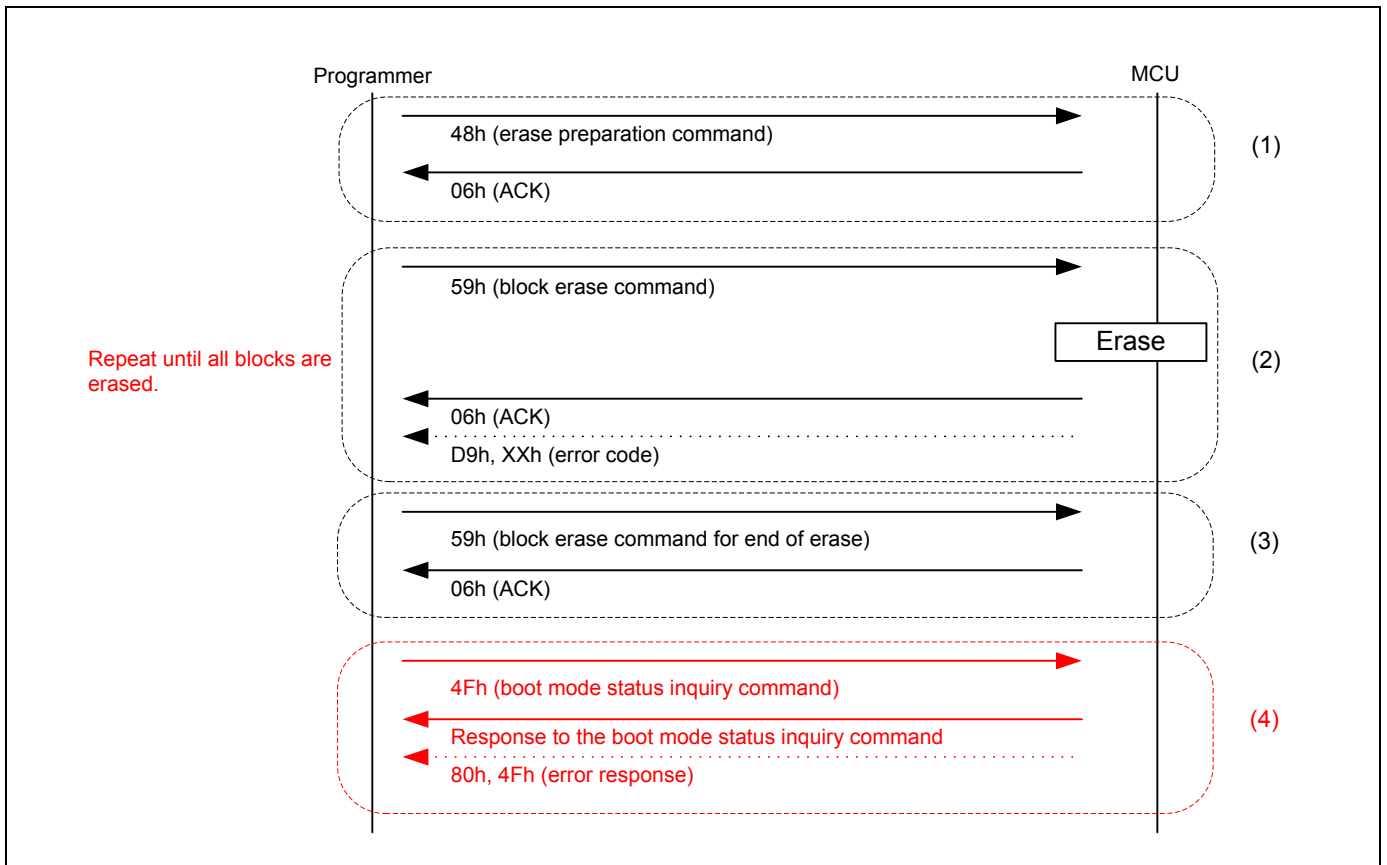 Programmer
MCU
48h (erase preparation command)
(1)
06h (ACK)
59h (block erase command)
Erase
Repeat until all blocks are
erased.
(2)
06h (ACK)
D9h, XXh (error code)
59h (block erase command for end of erase)
(3)
06h (ACK)
4Fh (boot mode status inquiry command)
(4)
Response to the boot mode status inquiry command
80h, 4Fh (error response)